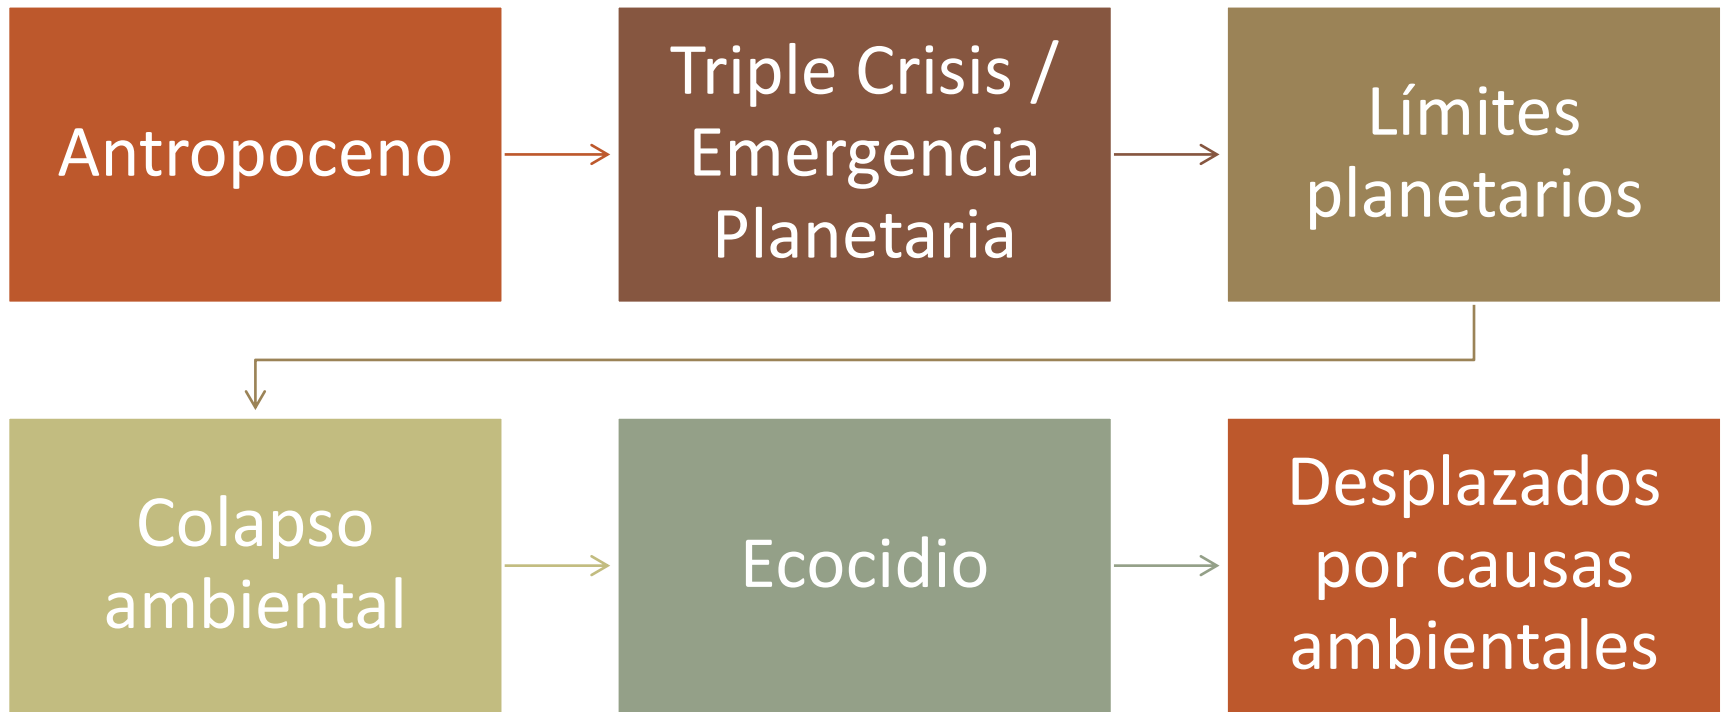 Antropoceno
Triple Crisis /
Emergencia
Planetaria
Límites
planetarios
Colapso
ambiental
Ecocidio
Desplazados
por causas
ambientales